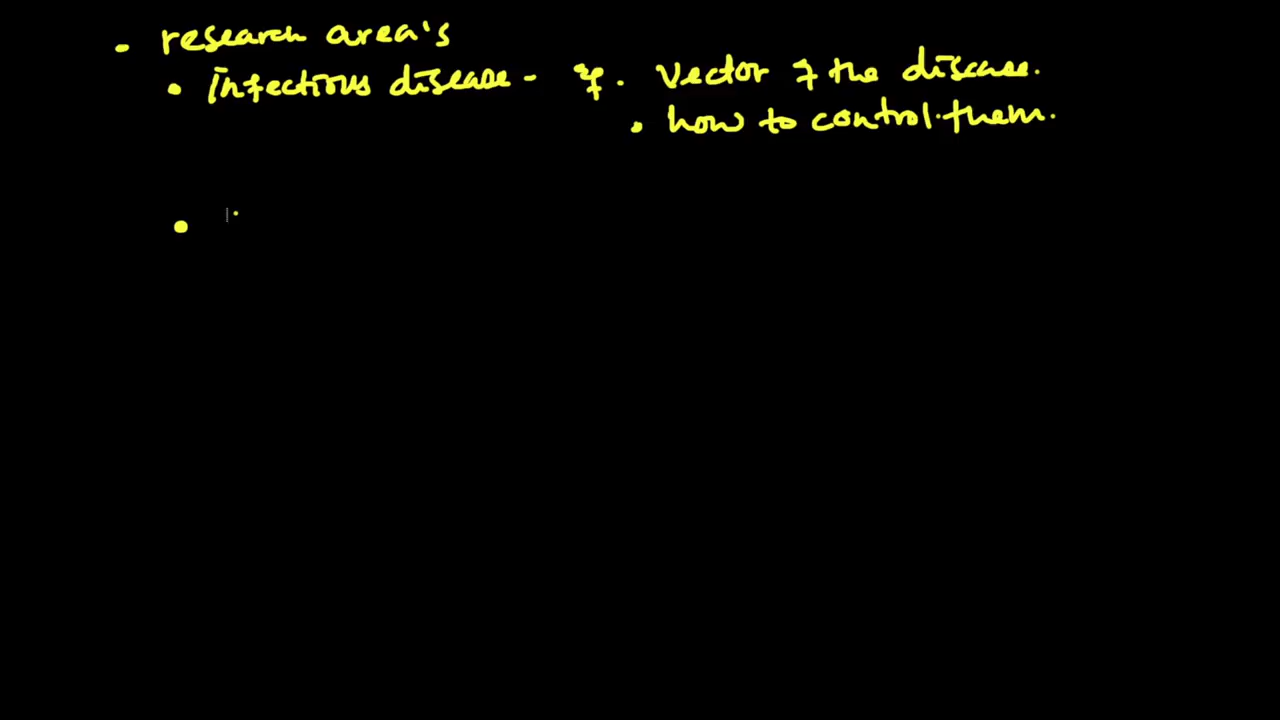 • research area's
• Infectious disease - eg. Vector of the disease.
• how to control them.
•